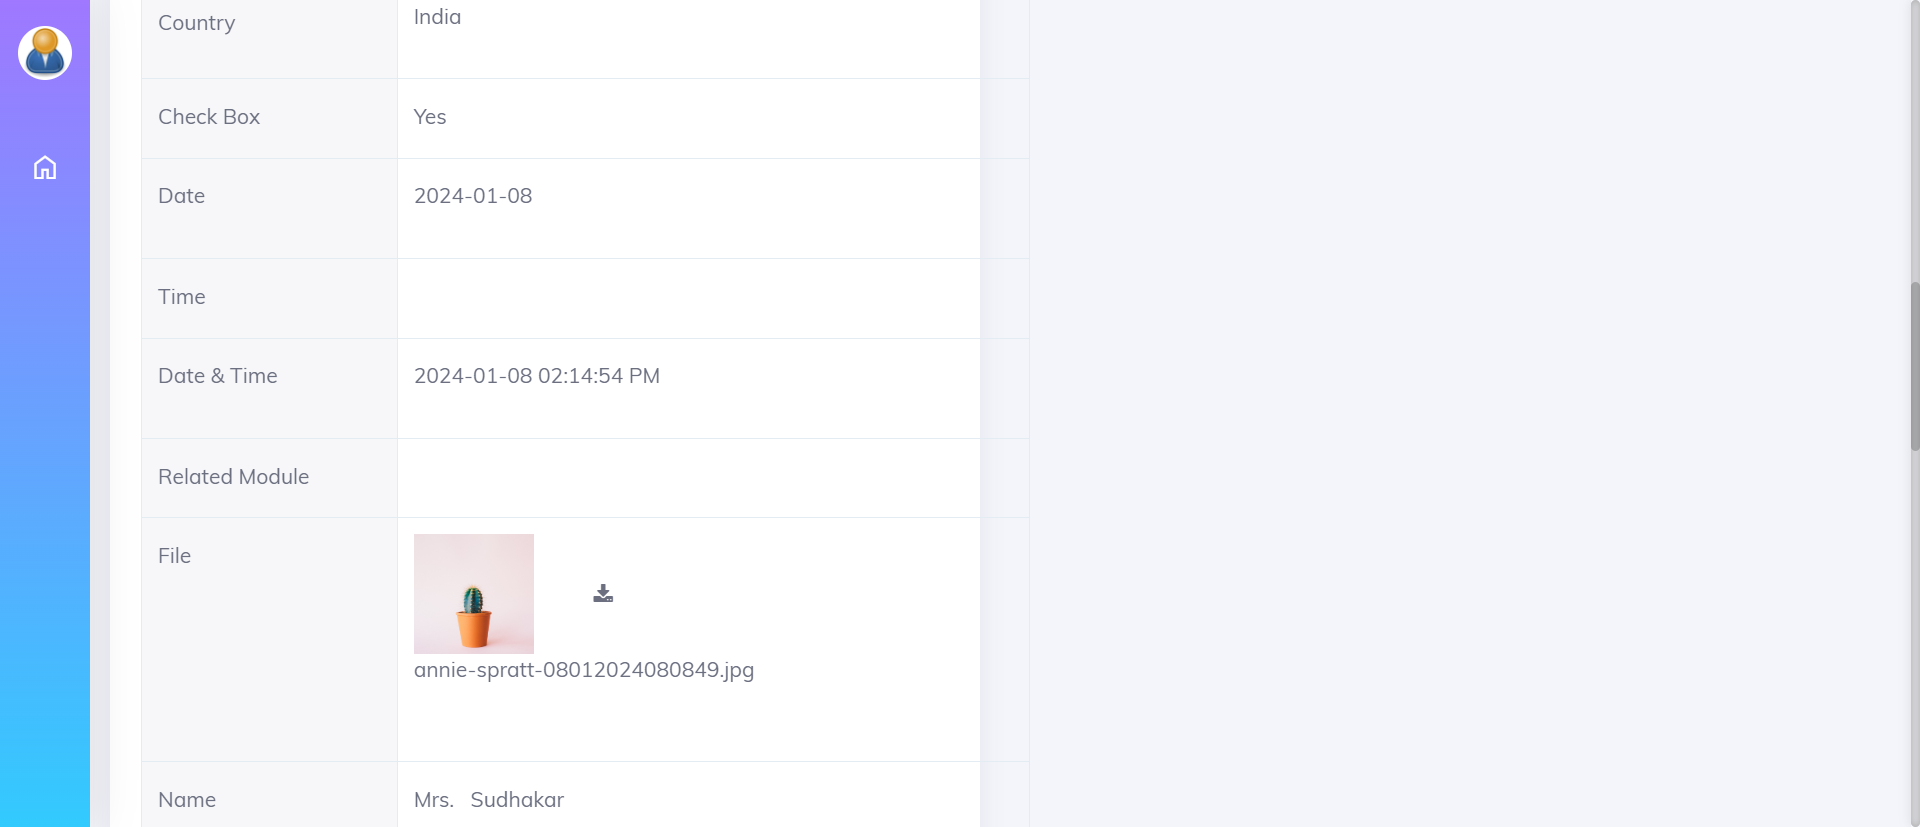 Country India
Check Box Yes
Date 2024-01-08
Time
Date & Time 2024-01-08 02:14:54 PM
Related Module
File
annie-spratt-08012024080849.jpg
Name Mrs. Sudhakar